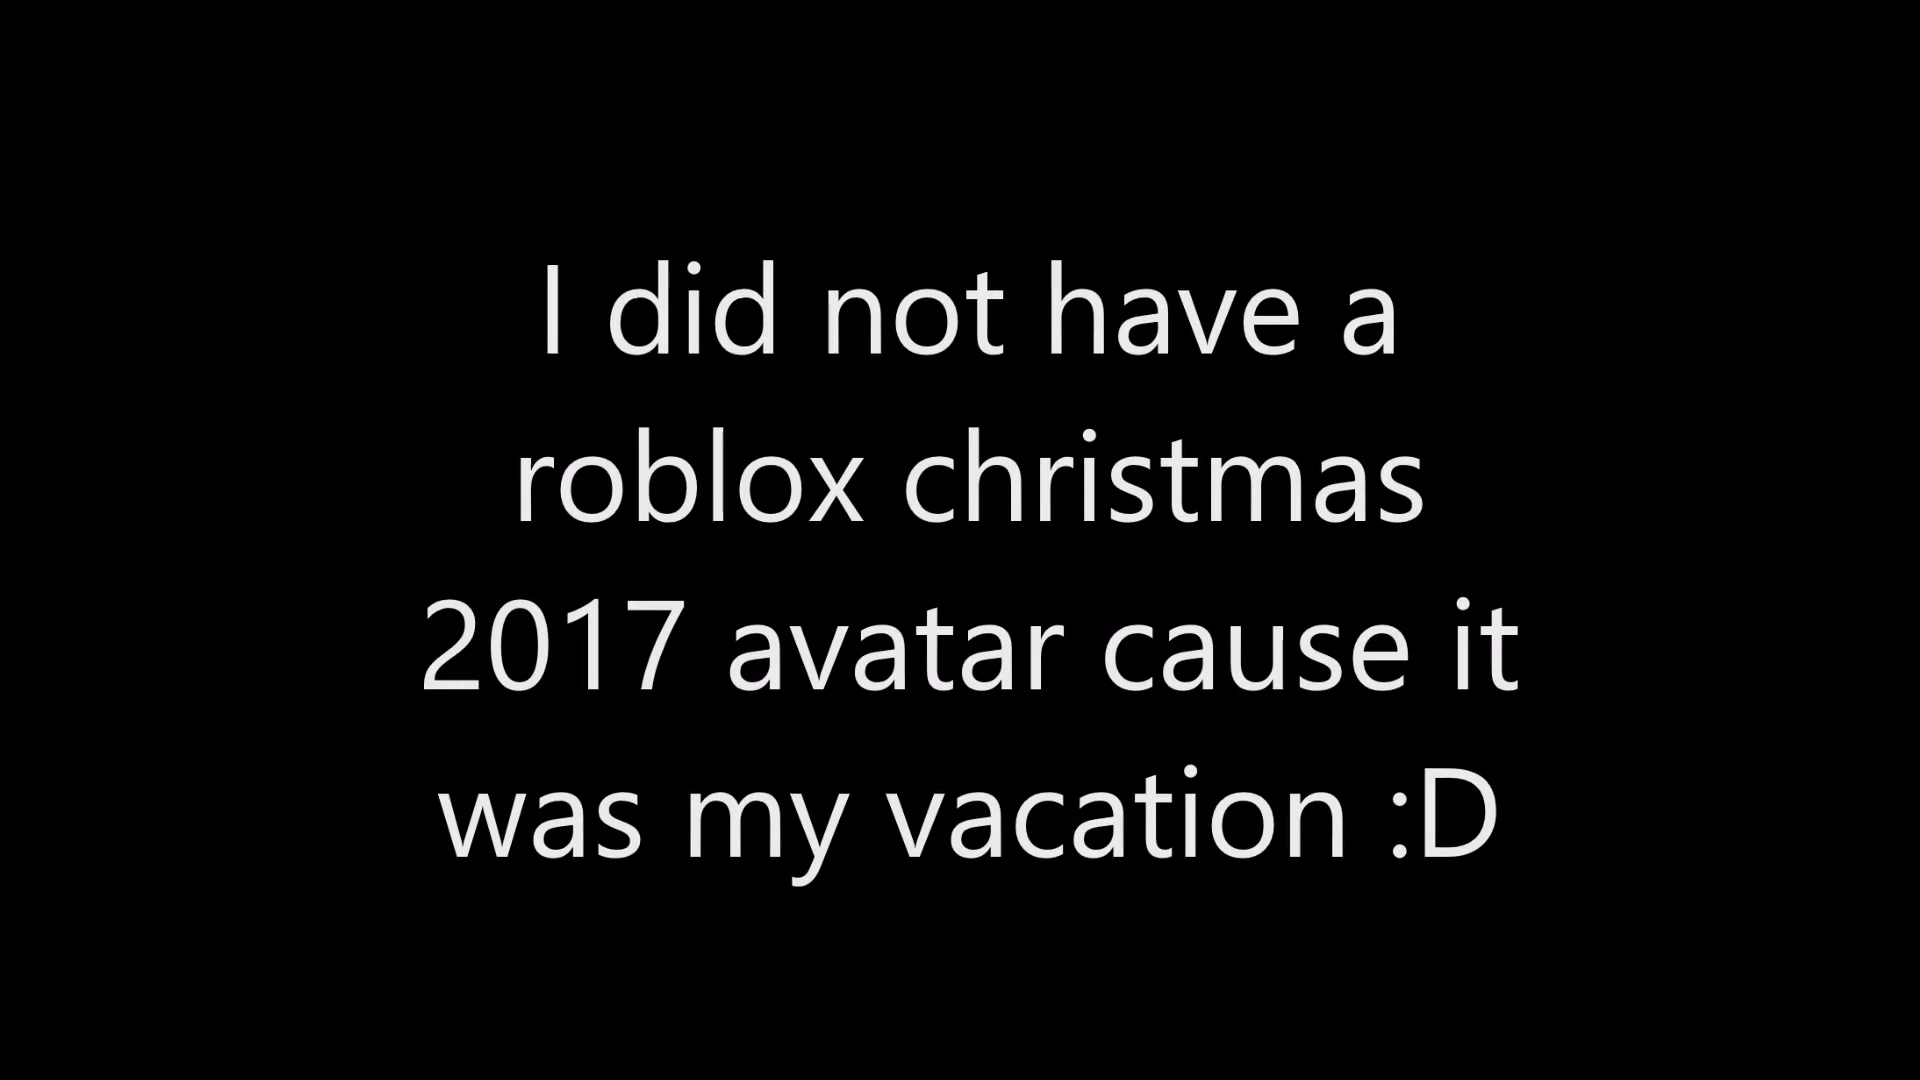 I did not have a
roblox christmas
2017 avatar cause it
was my vacation :D